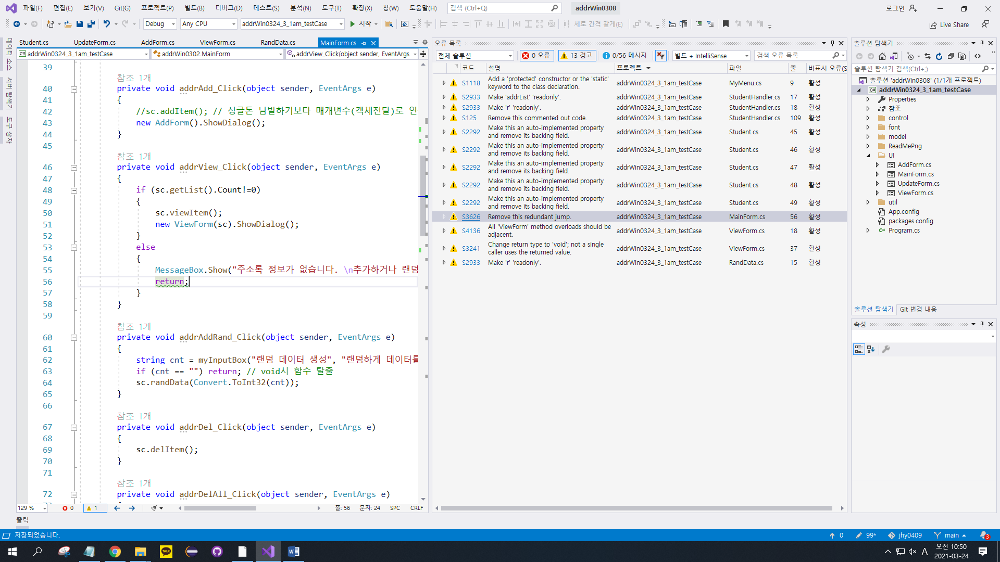 파일(F) 편집(E) 보기(V) Git(G) 프로젝트(P) 빌드(B) 디버그(D) 테스트(S) 분석(N) 도구(T) 확장(X) 창(W) 도움말(H) 검색 (Ctrl+Q) addrWin0308 로그인
Debug Any CPU addrWin0324_3_1am_testCase 시작 세로 간격 같게(E) Live Share
데이터 소스
서버 탐색기
도구 상자
Student.cs UpdateForm.cs AddForm.cs ViewForm.cs RandData.cs MainForm.cs
addrWin0324_3_1am_testCase addrWin0302.MainForm addrView_Click(object sender, EventArgs
39
참조 1개
40 private void addrAdd_Click(object sender, EventArgs e)
41 {
42 //sc.addItem(); // 싱글톤 남발하기보다 매개변수(객체전달)로 연
43 new AddForm().ShowDialog();
44 }
45
참조 1개
46 private void addrView_Click(object sender, EventArgs e)
47 {
48 if (sc.getList().Count!=0)
49 {
50 sc.viewItem();
51 new ViewForm(sc).ShowDialog();
52 }
53 else
54 {
55 MessageBox.Show("주소록 정보가 없습니다. \n추가하거나 랜덤
56 return;
57 }
58 }
59
참조 1개
60 private void addrAddRand_Click(object sender, EventArgs e)
61 {
62 string cnt = myInputBox("랜덤 데이터 생성", "랜덤하게 데이터를
63 if (cnt == "") return; // void시 함수 탈출
64 sc.randData(Convert.ToInt32(cnt));
65 }
66
참조 1개
67 private void addrDel_Click(object sender, EventArgs e)
68 {
69 sc.delItem();
70 }
71
참조 1개
72 private void addrDelAll_Click(object sender, EventArgs e)
129 % 0 1 줄: 56 문자: 24 SPC CRLF
출력
오류 목록
전체 솔루션 0 오류 13 경고 0/56 메시지 빌드 + IntelliSense 검색 오류 목록
코드 설명 프로젝트 파일 줄 비표시 오류(S
S1118 Add a 'protected' constructor or the 'static' keyword to the class declaration. addrWin0324_3_1am_testCase MyMenu.cs 9 활성
S2933 Make 'addrList' 'readonly'. addrWin0324_3_1am_testCase StudentHandler.cs 17 활성
S2933 Make 'r' 'readonly'. addrWin0324_3_1am_testCase StudentHandler.cs 18 활성
S125 Remove this commented out code. addrWin0324_3_1am_testCase StudentHandler.cs 109 활성
S2292 Make this an auto-implemented property and remove its backing field. addrWin0324_3_1am_testCase Student.cs 45 활성
S2292 Make this an auto-implemented property and remove its backing field. addrWin0324_3_1am_testCase Student.cs 46 활성
S2292 Make this an auto-implemented property and remove its backing field. addrWin0324_3_1am_testCase Student.cs 47 활성
S2292 Make this an auto-implemented property and remove its backing field. addrWin0324_3_1am_testCase Student.cs 48 활성
S2292 Make this an auto-implemented property and remove its backing field. addrWin0324_3_1am_testCase Student.cs 49 활성
S3626 Remove this redundant jump. addrWin0324_3_1am_testCase MainForm.cs 56 활성
S4136 All 'ViewForm' method overloads should be adjacent. addrWin0324_3_1am_testCase ViewForm.cs 18 활성
S3241 Change return type to 'void'; not a single caller uses the returned value. addrWin0324_3_1am_testCase ViewForm.cs 37 활성
S2933 Make 'r' 'readonly'. addrWin0324_3_1am_testCase RandData.cs 15 활성
솔루션 탐색기
솔루션 탐색기 검색(Ctrl+;)
솔루션 'addrWin0308' (1/1개 프로젝트)
addrWin0324_3_1am_testCase
Properties
참조
control
font
model
ReadMePng
UI
AddForm.cs
MainForm.cs
UpdateForm.cs
ViewForm.cs
util
App.config
packages.config
Program.cs
솔루션 탐색기 Git 변경 내용
속성
저장되었습니다. 0 99* jhy0409 main 3
TALK A 오전 10:50
2021-03-24